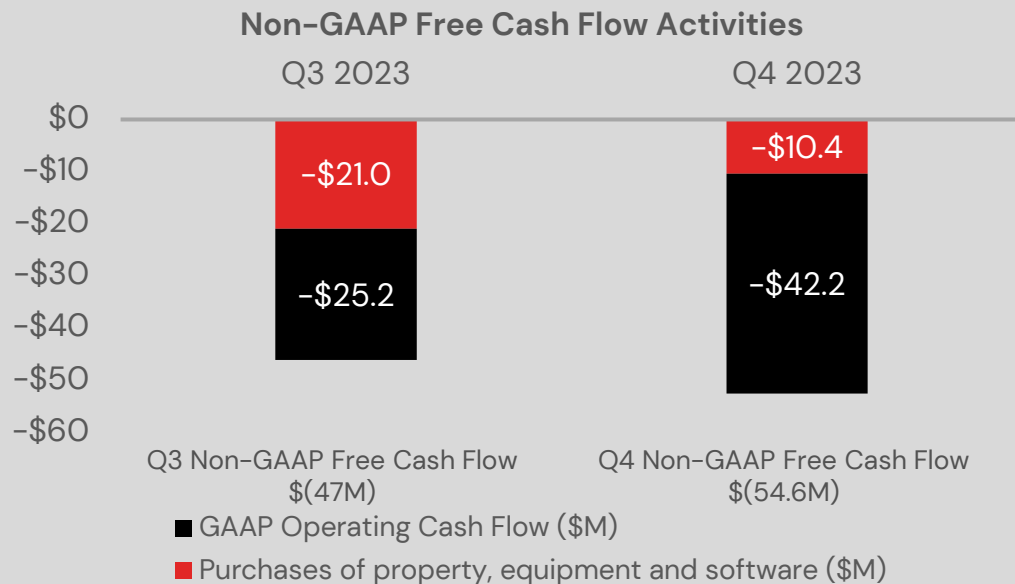 Non-GAAP Free Cash Flow Activities
Q3 2023
Q4 2023
$0
-$10
-$20
-$30
-$40
-$50
-$60
-$21.0
-$25.2
-$10.4
-$42.2
Q3 Non-GAAP Free Cash Flow
$(47M)
Q4 Non-GAAP Free Cash Flow
$(54.6M)
GAAP Operating Cash Flow ($M)
Purchases of property, equipment and software ($M)